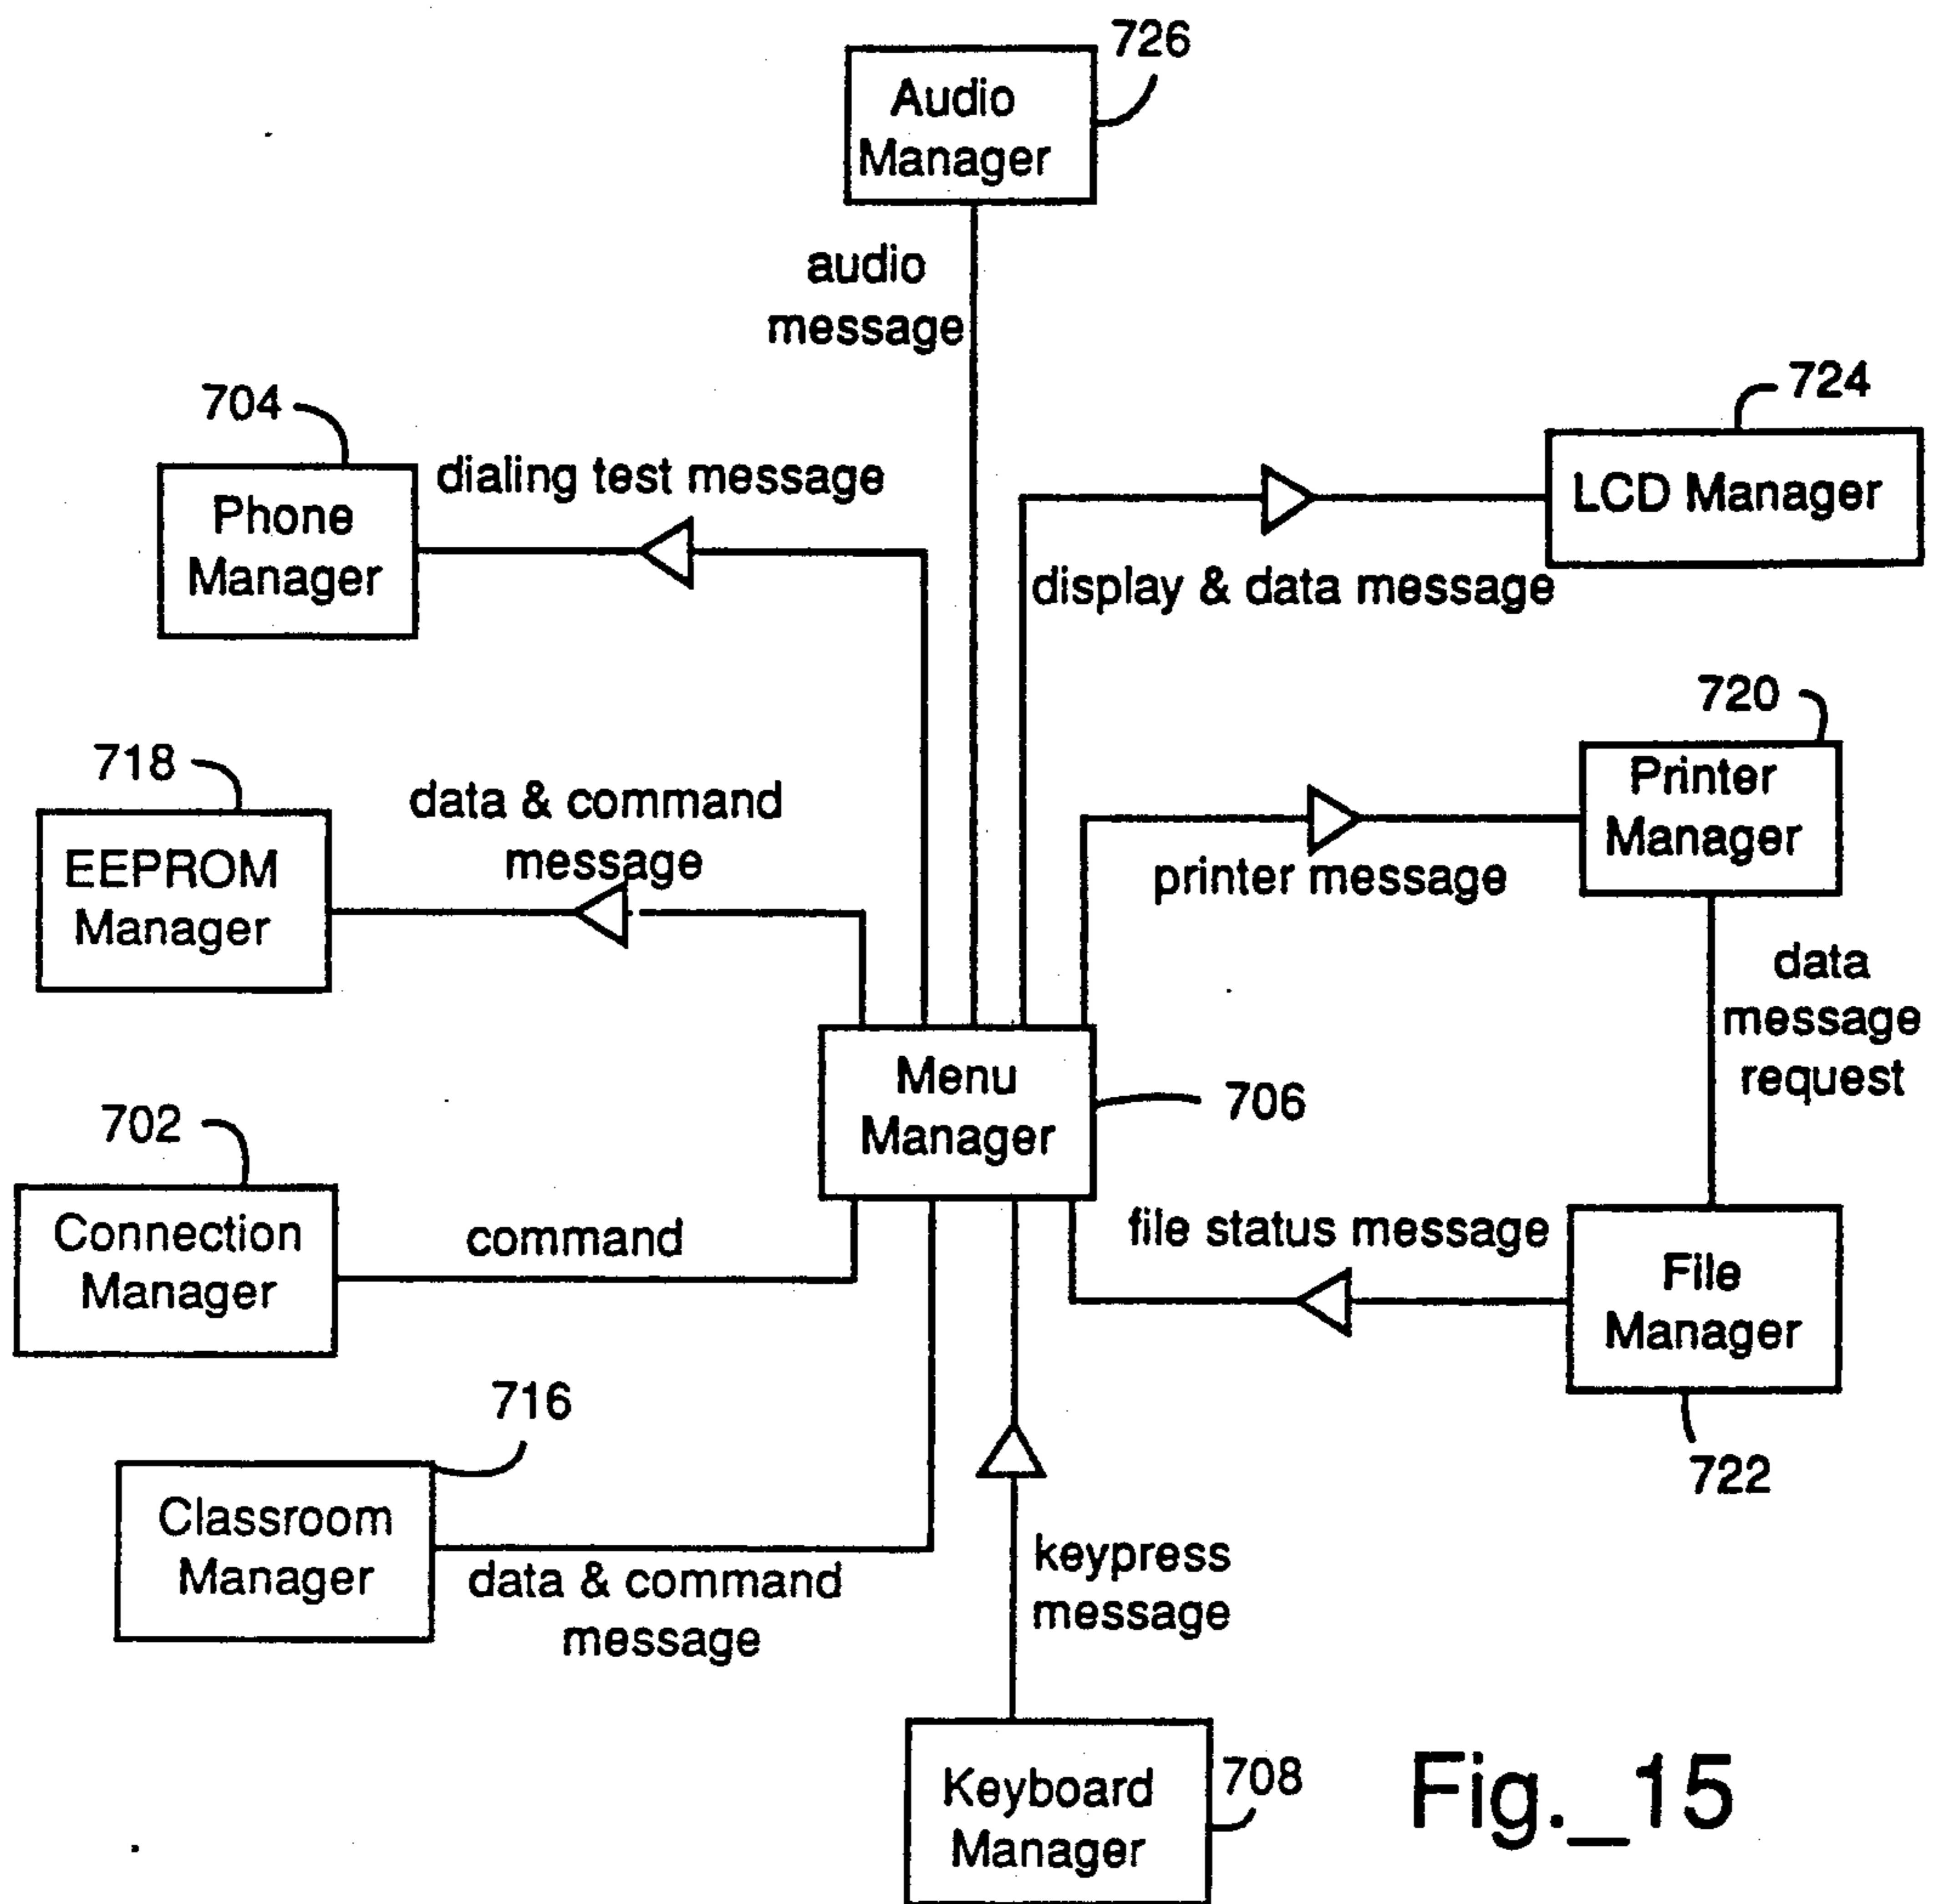 726
Audio
Manager
audio
message
704
Phone
Manager
dialing test message
724
LCD Manager
display & data message
718
EEPROM
Manager
data & command
message
720
Printer
Manager
printer message
data
message
request
Menu
Manager
706
702
Connection
Manager
command
file status message
File
Manager
722
716
Classroom
Manager
data & command
message
keypress
message
Keyboard
Manager
708
Fig._15